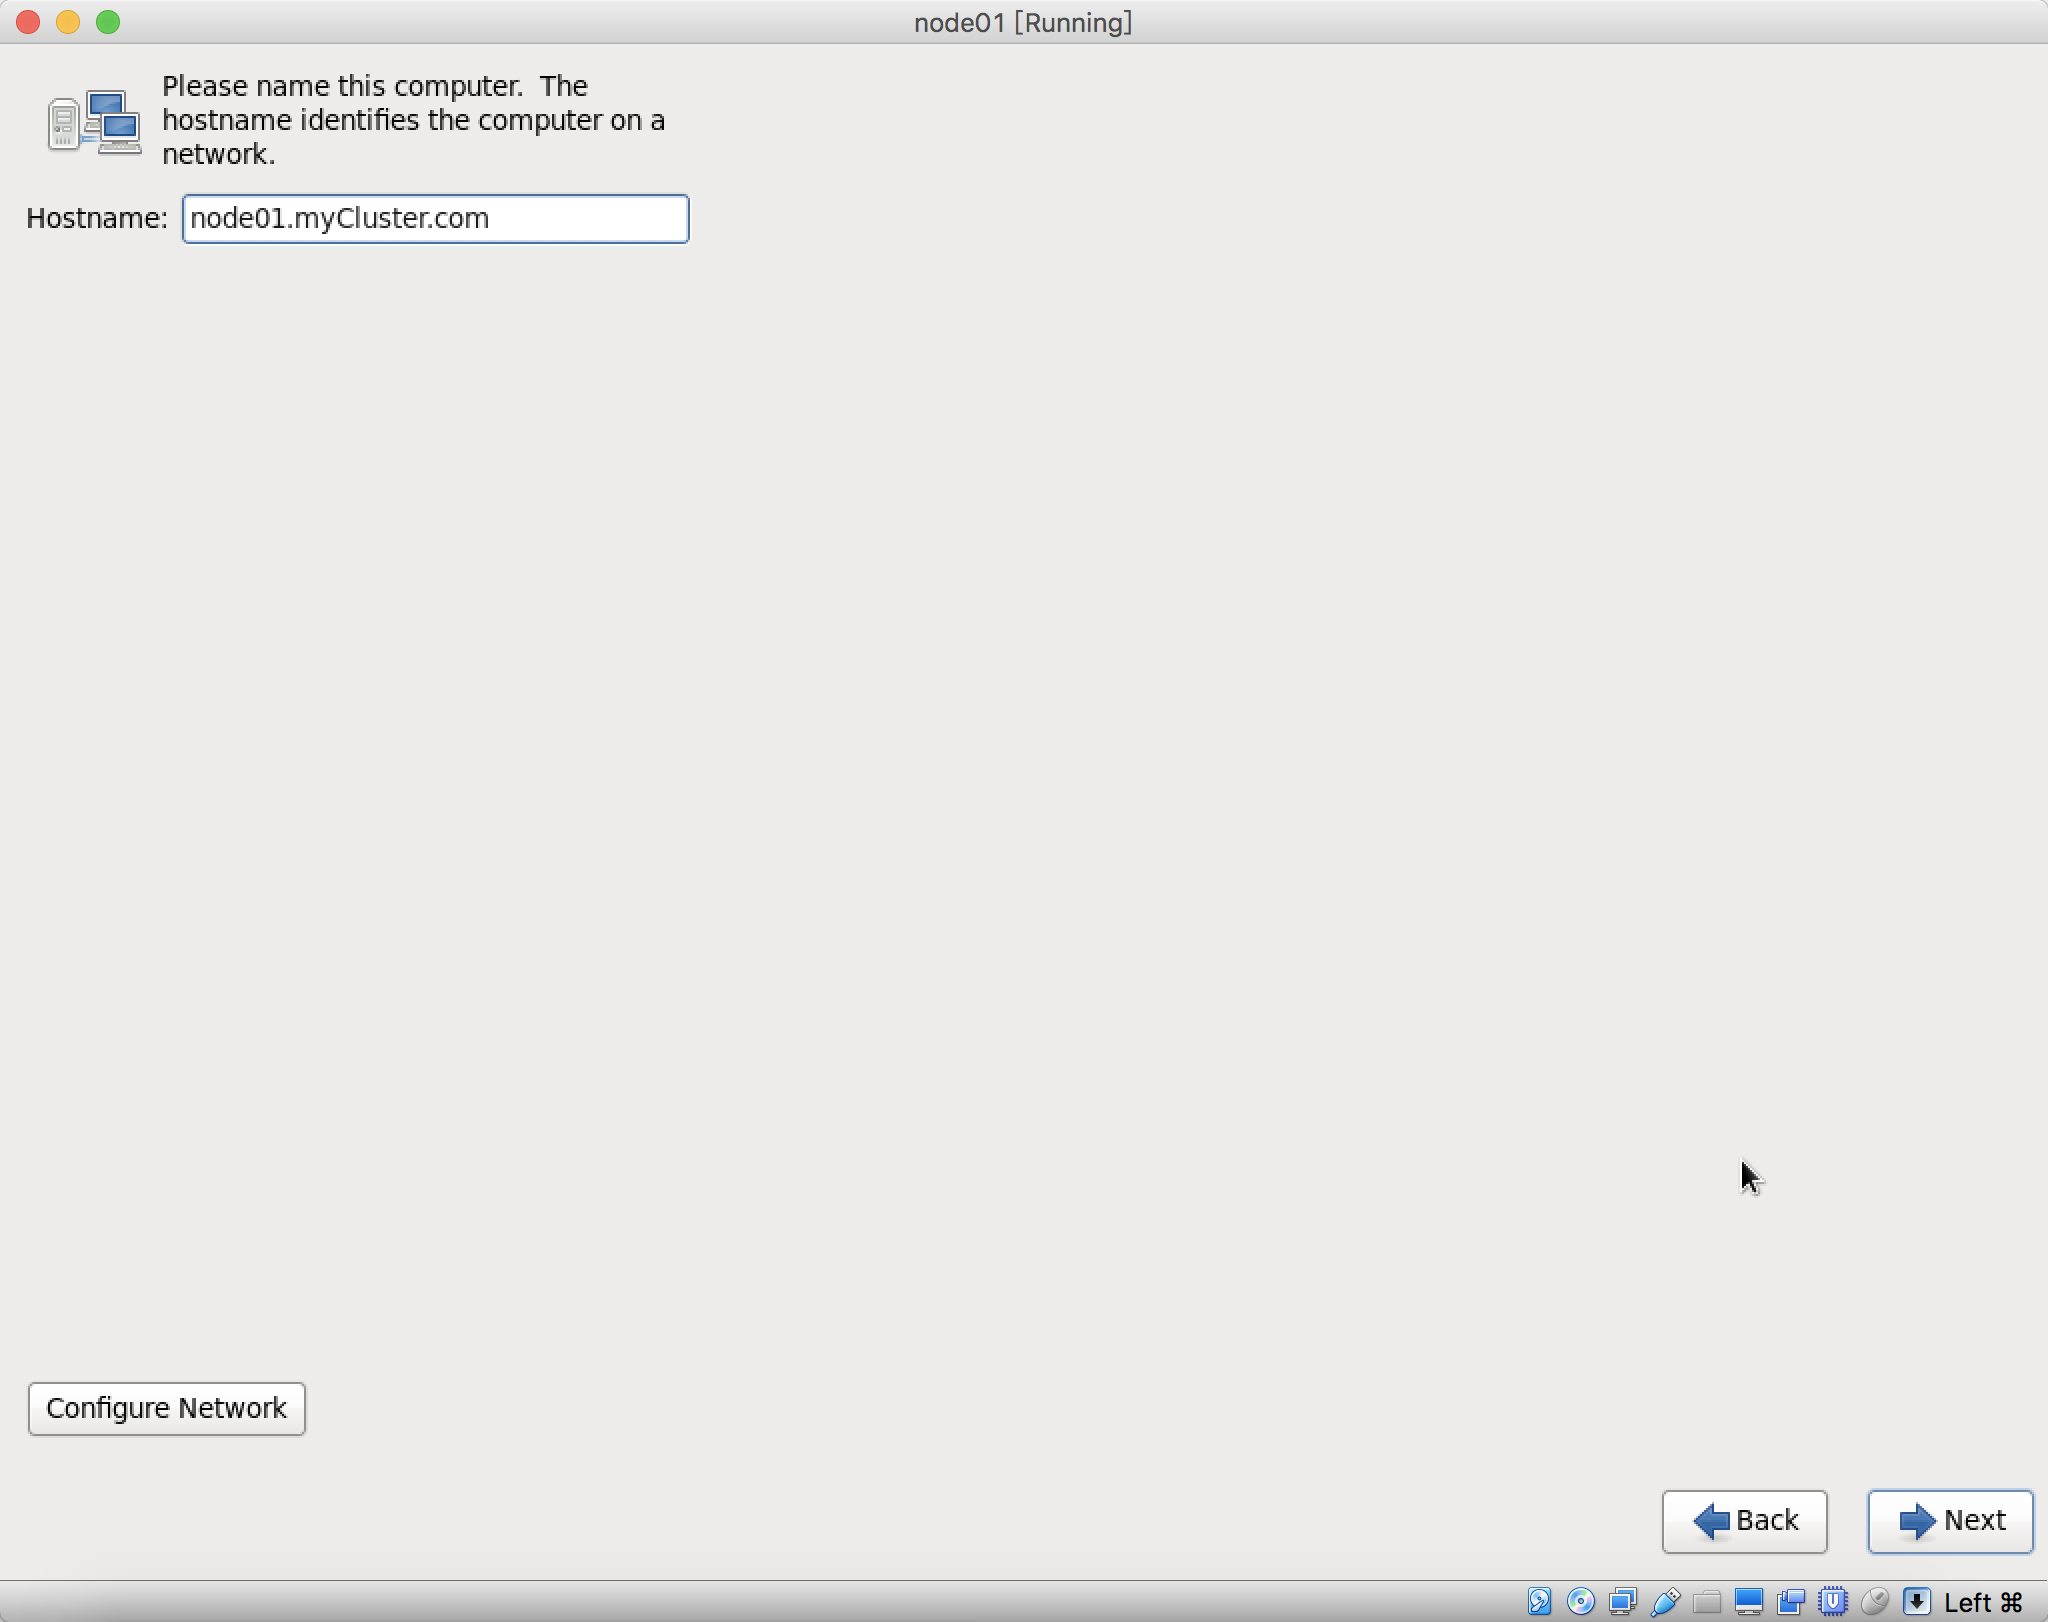 node01 [Running]
Please name this computer.  The
hostname identifies the computer on a
network.
Hostname: node01.myCluster.com
Configure Network
Back Next
Left ⌘